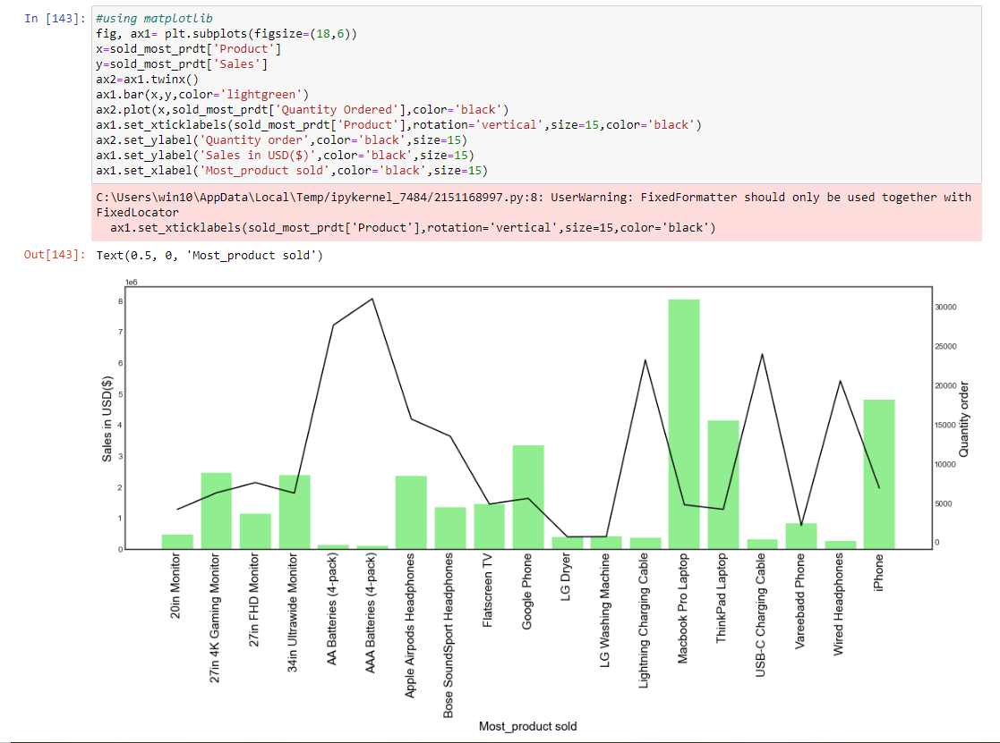 In [143]: #using matplotlib
fig, ax1= plt.subplots(figsize=(18,6))
x=sold_most_prdt['Product']
y=sold_most_prdt['Sales']
ax2=ax1.twinx()
ax1.bar(x,y,color='lightgreen')
ax2.plot(x,sold_most_prdt['Quantity Ordered'],color='black')
ax1.set_xticklabels(sold_most_prdt['Product'],rotation='vertical',size=15,color='black')
ax2.set_ylabel('Quantity order',color='black',size=15)
ax1.set_ylabel('Sales in USD($)',color='black',size=15)
ax1.set_xlabel('Most_product sold',color='black',size=15)
C:\Users\win10\AppData\Local\Temp/ipykernel_7484/2151168997.py:8: UserWarning: FixedFormatter should only be used together with
FixedLocator
ax1.set_xticklabels(sold_most_prdt['Product'],rotation='vertical',size=15,color='black')
Out[143]: Text(0.5, 0, 'Most_product sold')
1e6
8
7
6
5
4
3
2
1
0
Sales in USD($)
30000
25000
20000
15000
10000
5000
0
Quantity order
20in Monitor
27in 4K Gaming Monitor
27in FHD Monitor
34in Ultrawide Monitor
AA Batteries (4-pack)
AAA Batteries (4-pack)
Apple Airpods Headphones
Bose SoundSport Headphones
Flatscreen TV
Google Phone
LG Dryer
LG Washing Machine
Lightning Charging Cable
Macbook Pro Laptop
ThinkPad Laptop
USB-C Charging Cable
Vareebadd Phone
Wired Headphones
iPhone
Most_product sold